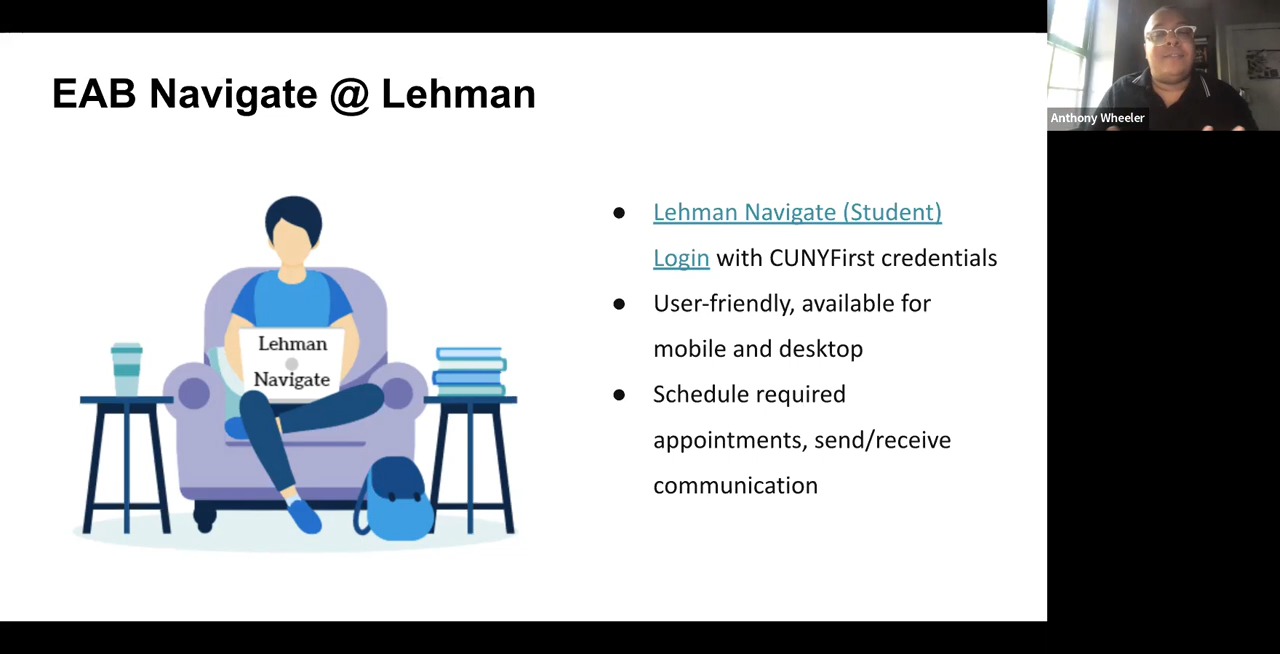 EAB Navigate @ Lehman
Anthony Wheeler
Lehman
Navigate
● Lehman Navigate (Student)
Login with CUNYFirst credentials
● User-friendly, available for
mobile and desktop
● Schedule required
appointments, send/receive
communication